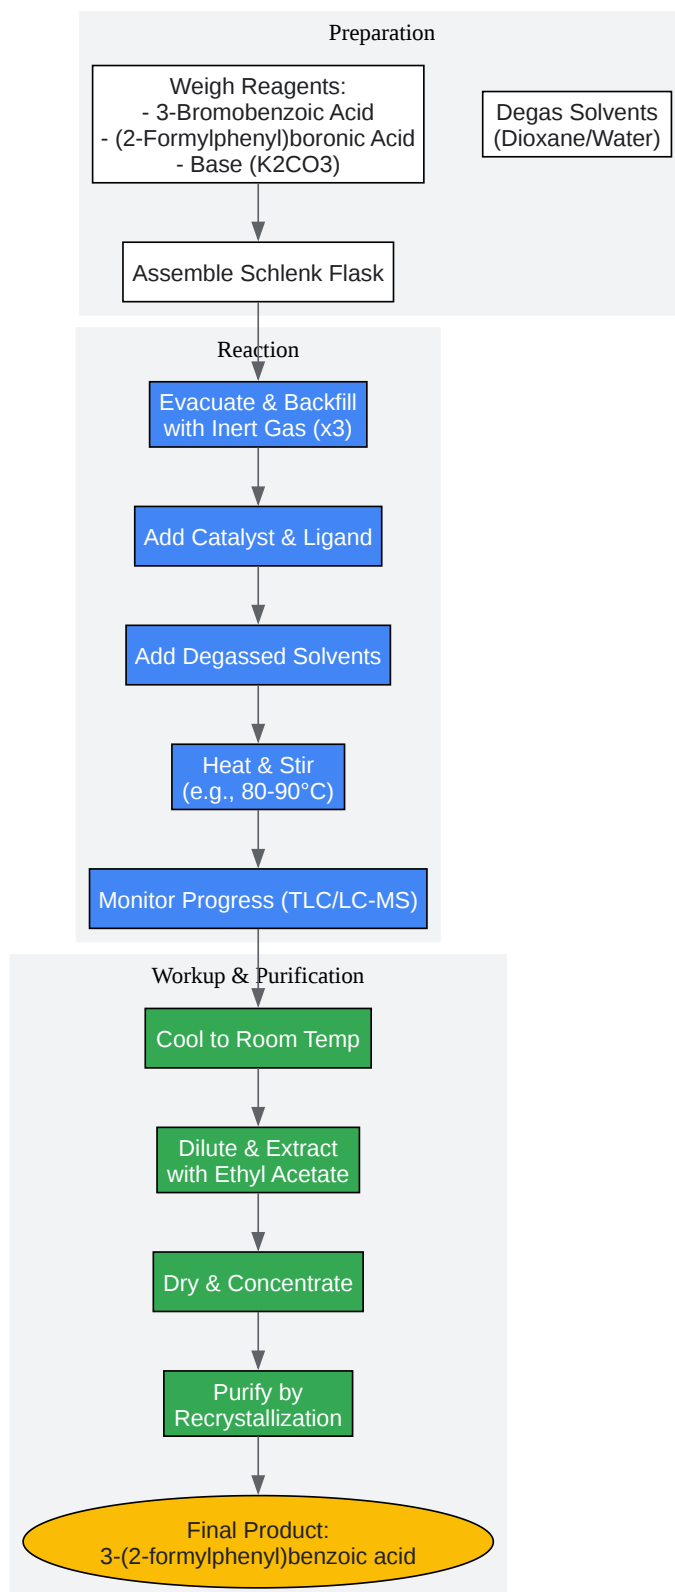 Preparation
Weigh Reagents:
- 3-Bromobenzoic Acid
- (2-Formylphenyl)boronic Acid
- Base (K2CO3)
Degas Solvents
(Dioxane/Water)
Assemble Schlenk Flask
Reaction
Evacuate & Backfill
with Inert Gas (x3)
Add Catalyst & Ligand
Add Degassed Solvents
Heat & Stir
(e.g., 80-90°C)
Monitor Progress (TLC/LC-MS)
Workup & Purification
Cool to Room Temp
Dilute & Extract
with Ethyl Acetate
Dry & Concentrate
Purify by
Recrystallization
Final Product:
3-(2-formylphenyl)benzoic acid